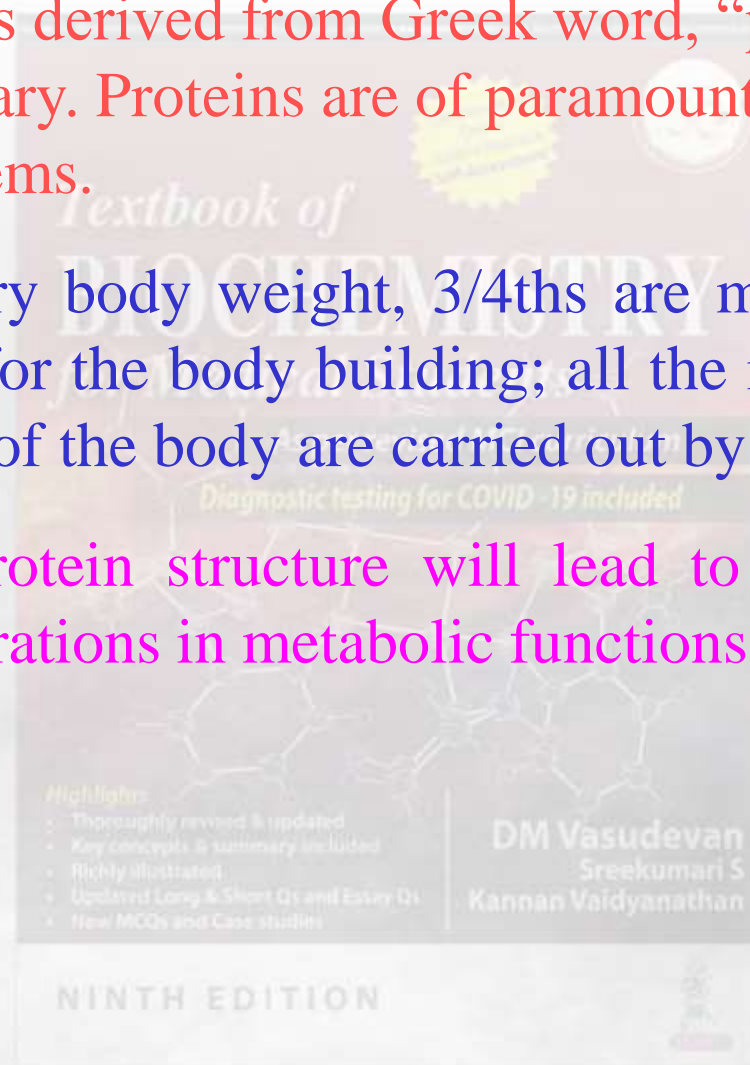 s derived from Greek word, “
ary. Proteins are of paramount
ems.
Textbook of
BIOCHEMISTRY
ry body weight, 3/4ths are m
for the body building; all the
of the body are carried out by
Diagnostic testing for COVID-19 included
rotein structure will lead to
rations in metabolic functions
Highlights
• Thoroughly revised & updated
• Key concepts & summary included
• Richly illustrated
• Updated Long & Short Qs and Essay Qs
• New MCQs and Case studies
DM Vasudevan
Sreekumari S
Kannan Vaidyanathan
NINTH EDITION